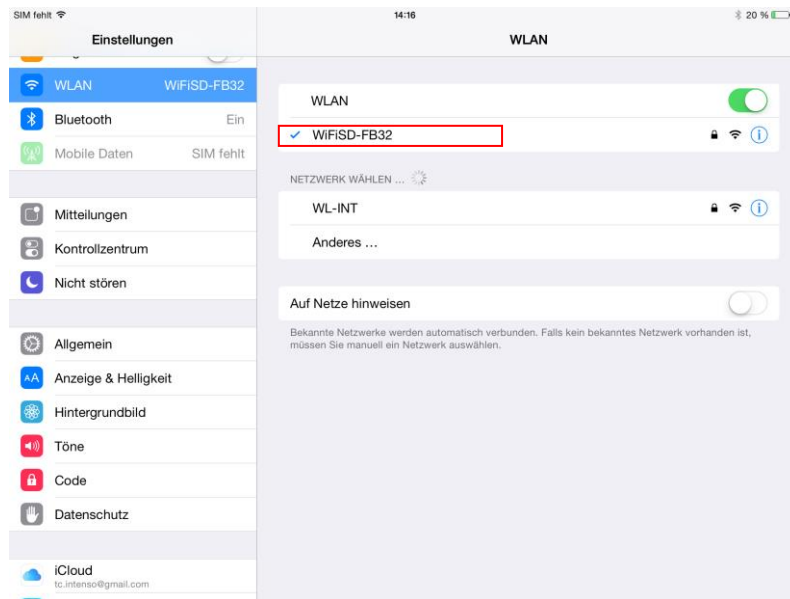 SIM fehlt
14:16
20 %
Einstellungen
WLAN
WLAN WiFiSD-FB32
Bluetooth Ein
Mobile Daten SIM fehlt
Mitteilungen
Kontrollzentrum
Nicht stören
Allgemein
AA Anzeige & Helligkeit
Hintergrundbild
Töne
Code
Datenschutz
iCloud
tc.intenso@gmail.com
WLAN
WiFiSD-FB32
NETZWERK WÄHLEN ...
WL-INT
Anderes ...
Auf Netze hinweisen
Bekannte Netzwerke werden automatisch verbunden. Falls kein bekanntes Netzwerk vorhanden ist,
müssen Sie manuell ein Netzwerk auswählen.